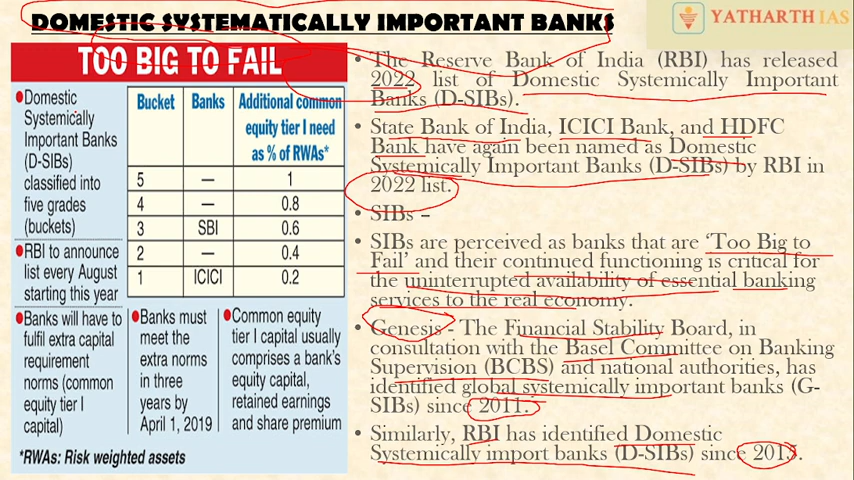 DOMESTIC SYSTEMATICALLY IMPORTANT BANKS
YATHARTH IAS
TOO BIG TO FAIL
•Domestic
Systemically
Important Banks
(D-SIBs)
classified into
five grades
(buckets)
•RBI to announce
list every August
starting this year
•Banks will have to
fulfil extra capital
requirement
norms (common
equity tier I
capital)
Bucket Banks Additional common
equity tier I need
as % of RWAs*
5 — 1
4 — 0.8
3 SBI 0.6
2 — 0.4
1 ICICI 0.2
•Banks must
meet the
extra norms
in three
years by
April 1, 2019
•Common equity
tier I capital usually
comprises a bank's
equity capital,
retained earnings
and share premium
*RWAs: Risk weighted assets
• The Reserve Bank of India (RBI) has released
2022 list of Domestic Systemically Important
Banks (D-SIBs).
• State Bank of India, ICICI Bank, and HDFC
Bank have again been named as Domestic
Systemically Important Banks (D-SIBs) by RBI in
2022 list.
• SIBs –
• SIBs are perceived as banks that are 'Too Big to
Fail' and their continued functioning is critical for
the uninterrupted availability of essential banking
services to the real economy.
• Genesis - The Financial Stability Board, in
consultation with the Basel Committee on Banking
Supervision (BCBS) and national authorities, has
identified global systemically important banks (G-
SIBs) since 2011.
• Similarly, RBI has identified Domestic
Systemically import banks (D-SIBs) since